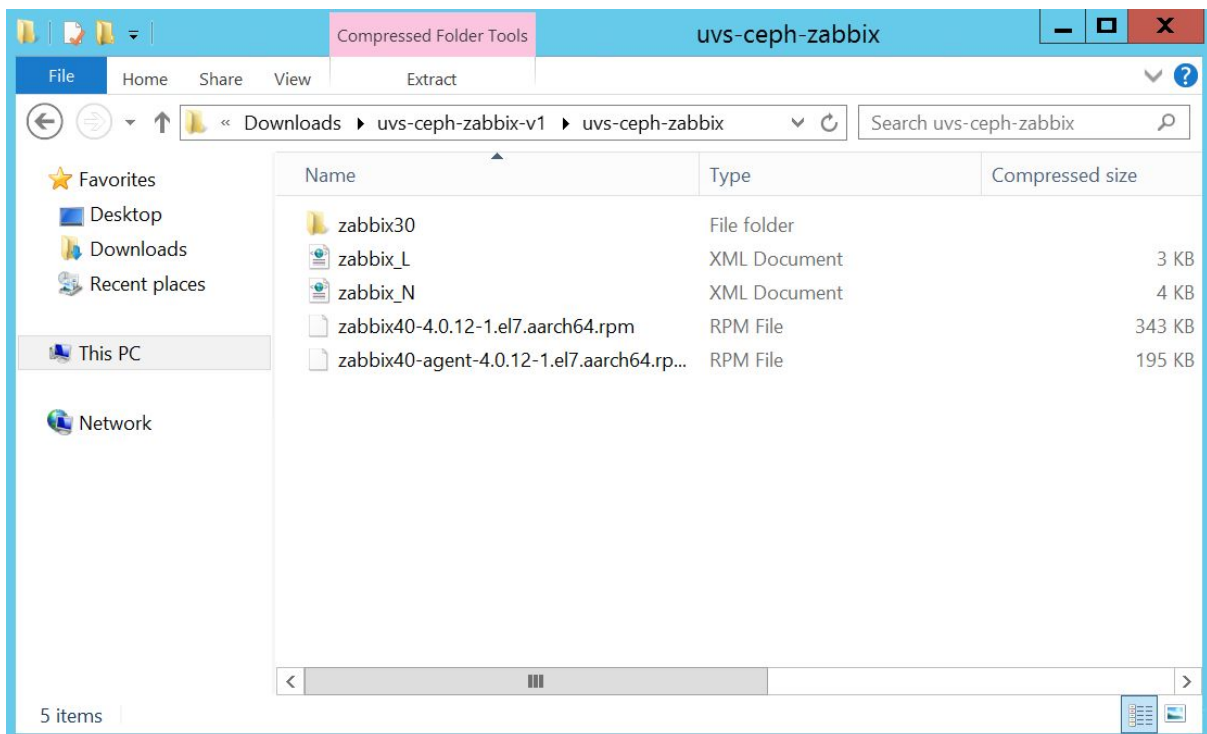 Compressed Folder Tools
uvs-ceph-zabbix
X
File Home Share View Extract
?
« Downloads uvs-ceph-zabbix-v1 uvs-ceph-zabbix
Search uvs-ceph-zabbix
Favorites
Desktop
Downloads
Recent places
This PC
Network
Name Type Compressed size
zabbix30 File folder
zabbix_L XML Document 3 KB
zabbix_N XML Document 4 KB
zabbix40-4.0.12-1.el7.aarch64.rpm RPM File 343 KB
zabbix40-agent-4.0.12-1.el7.aarch64.rp... RPM File 195 KB
5 items